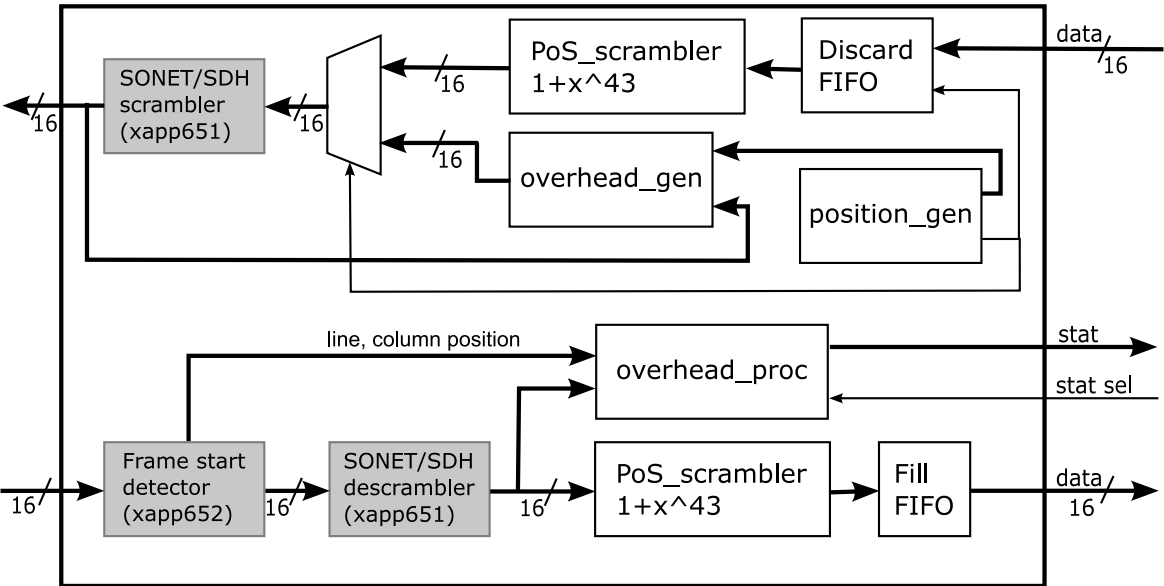 data
16
PoS_scrambler
1+x^43
Discard
FIFO
16
SONET/SDH
scrambler
(xapp651)
16
16
16
overhead_gen
position_gen
line, column position
overhead_proc
stat
stat sel
Frame start
detector
(xapp652)
16
16
SONET/SDH
descrambler
(xapp651)
16
PoS_scrambler
1+x^43
Fill
FIFO
data
16